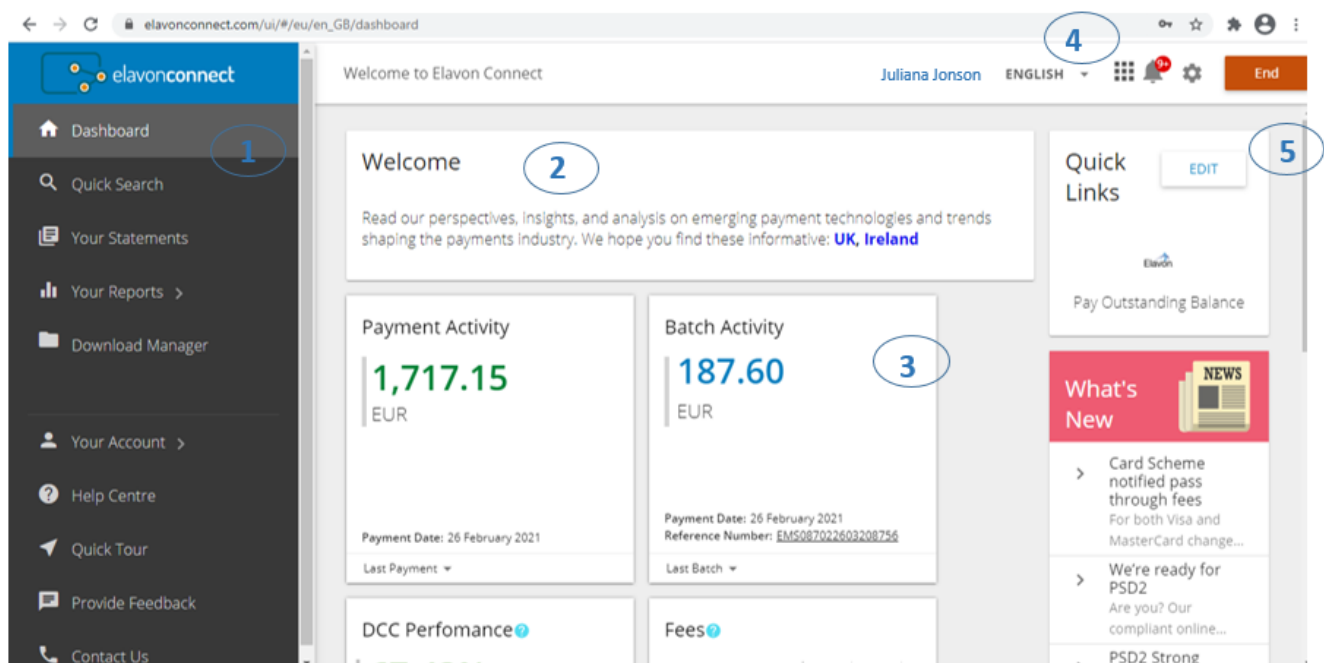 elavonconnect.com/ui/#/eu/en_GB/dashboard
4
elavonconnect
Welcome to Elavon Connect
Juliana Jonson
ENGLISH
9+
End
Dashboard
1
Quick Search
Your Statements
Your Reports >
Download Manager
Your Account >
Help Centre
Quick Tour
Provide Feedback
Contact Us
Welcome
2
Read our perspectives, insights, and analysis on emerging payment technologies and trends
shaping the payments industry. We hope you find these informative: UK, Ireland
Payment Activity
1,717.15
EUR
Payment Date: 26 February 2021
Last Payment
Batch Activity
187.60
3
EUR
Payment Date: 26 February 2021
Reference Number: EMS087022603208756
Last Batch
DCC Perfomance?
Fees?
5
Quick
Links
EDIT
Elavon
Pay Outstanding Balance
What's
New
NEWS
Card Scheme
notified pass
through fees
For both Visa and
MasterCard change...
We're ready for
PSD2
Are you? Our
compliant online...
PSD2 Strong